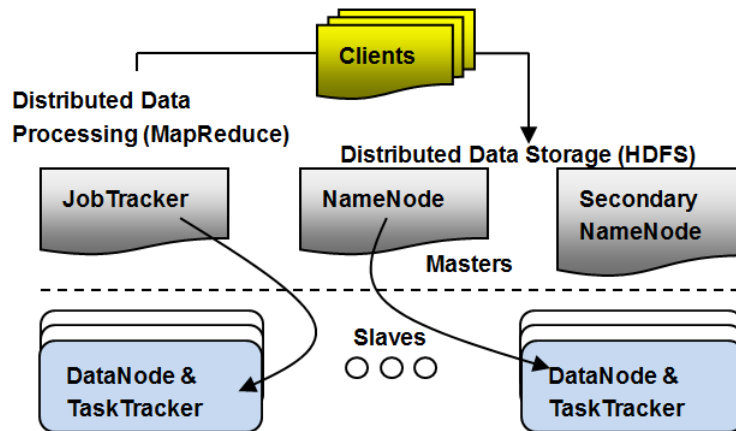 Clients
Distributed Data
Processing (MapReduce)
Distributed Data Storage (HDFS)
JobTracker
NameNode
Secondary
NameNode
Masters
Slaves
DataNode &
TaskTracker
DataNode &
TaskTracker